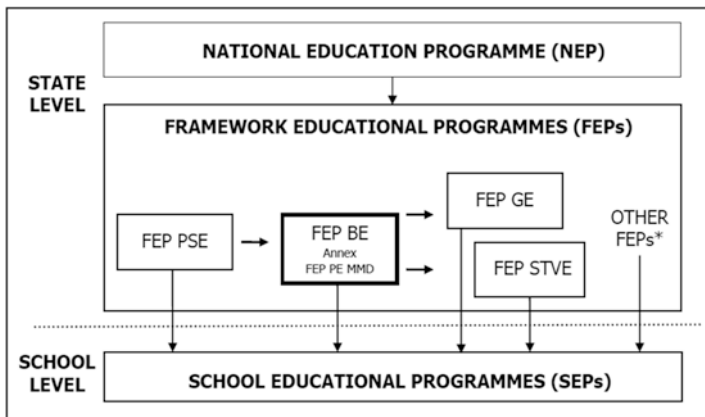 NATIONAL EDUCATION PROGRAMME (NEP)
STATE
LEVEL
FRAMEWORK EDUCATIONAL PROGRAMMES (FEPs)
FEP PSE
FEP BE
Annex
FEP PE MMD
FEP GE
FEP STVE
OTHER
FEPs*
SCHOOL
LEVEL
SCHOOL EDUCATIONAL PROGRAMMES (SEPs)